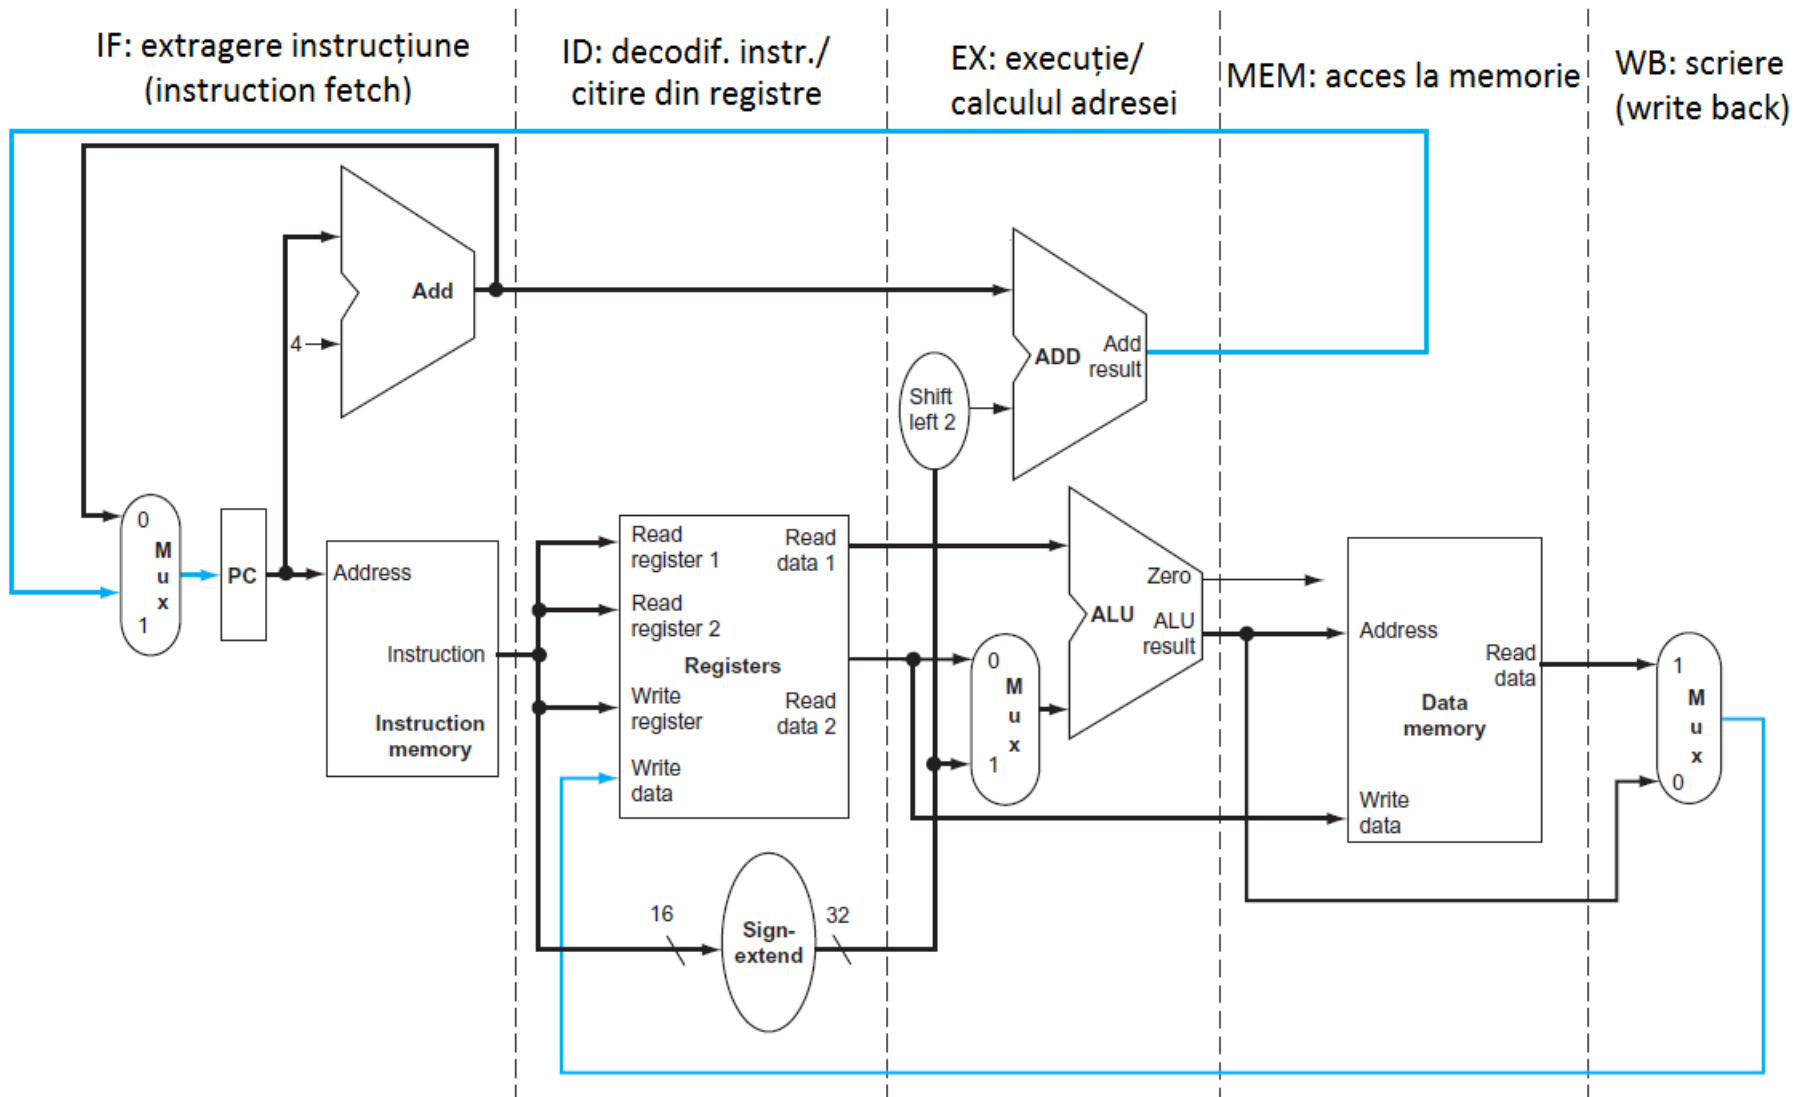 IF: extragere instrucțiune
(instruction fetch)
ID: decodif. instr./
citire din registre
EX: execuție/
calculul adresei
MEM: acces la memorie
WB: scriere
(write back)
Add
4
ADD
Add
result
Shift
left 2
0
M
u
x
1
PC
Address
Instruction
Instruction
memory
Read
register 1
Read
data 1
Read
register 2
Registers
Write
register
Read
data 2
Write
data
16
Sign-
extend
32
0
M
u
x
1
Zero
ALU
ALU
result
Address
Read
data
Data
memory
Write
data
1
M
u
x
0